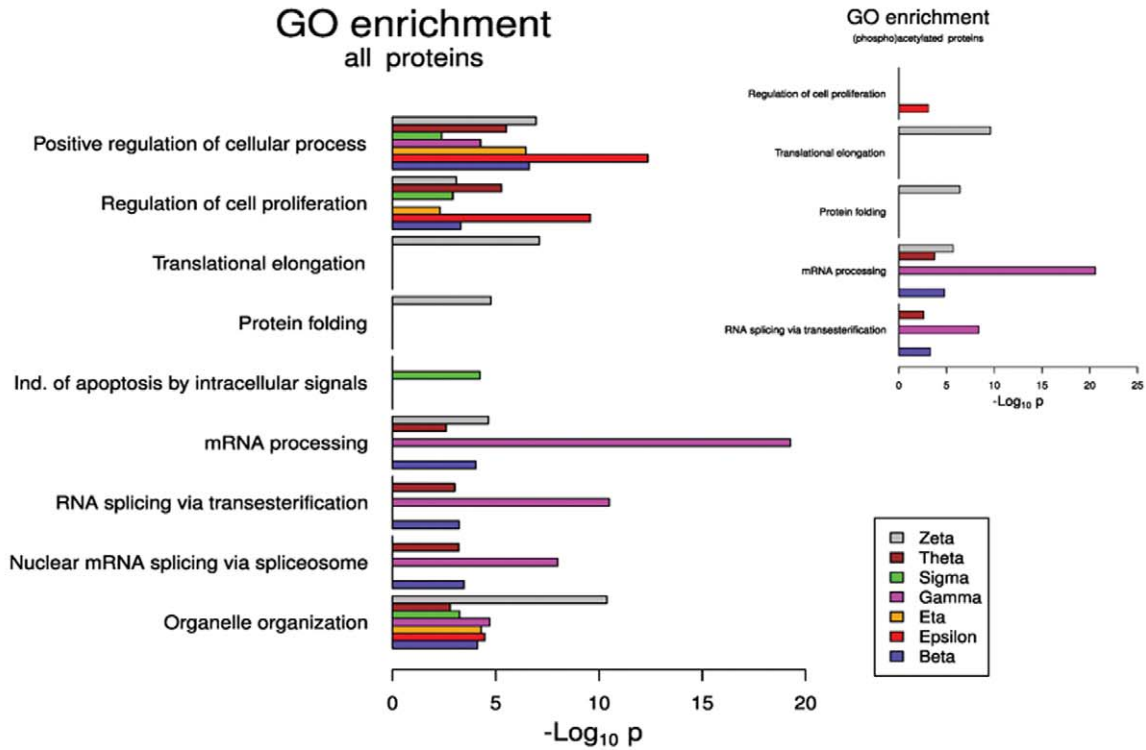 GO enrichment
all proteins
Positive regulation of cellular process
Regulation of cell proliferation
Translational elongation
Protein folding
Ind. of apoptosis by intracellular signals
mRNA processing
RNA splicing via transesterification
Nuclear mRNA splicing via spliceosome
Organelle organization
0 5 10 15 20
-Log₁₀ p
GO enrichment
(phospho)acetylated proteins
Regulation of cell proliferation
Translational elongation
Protein folding
mRNA processing
RNA splicing via transesterification
0 5 10 15 20 25
-Log₁₀ p
Zeta
Theta
Sigma
Gamma
Eta
Epsilon
Beta